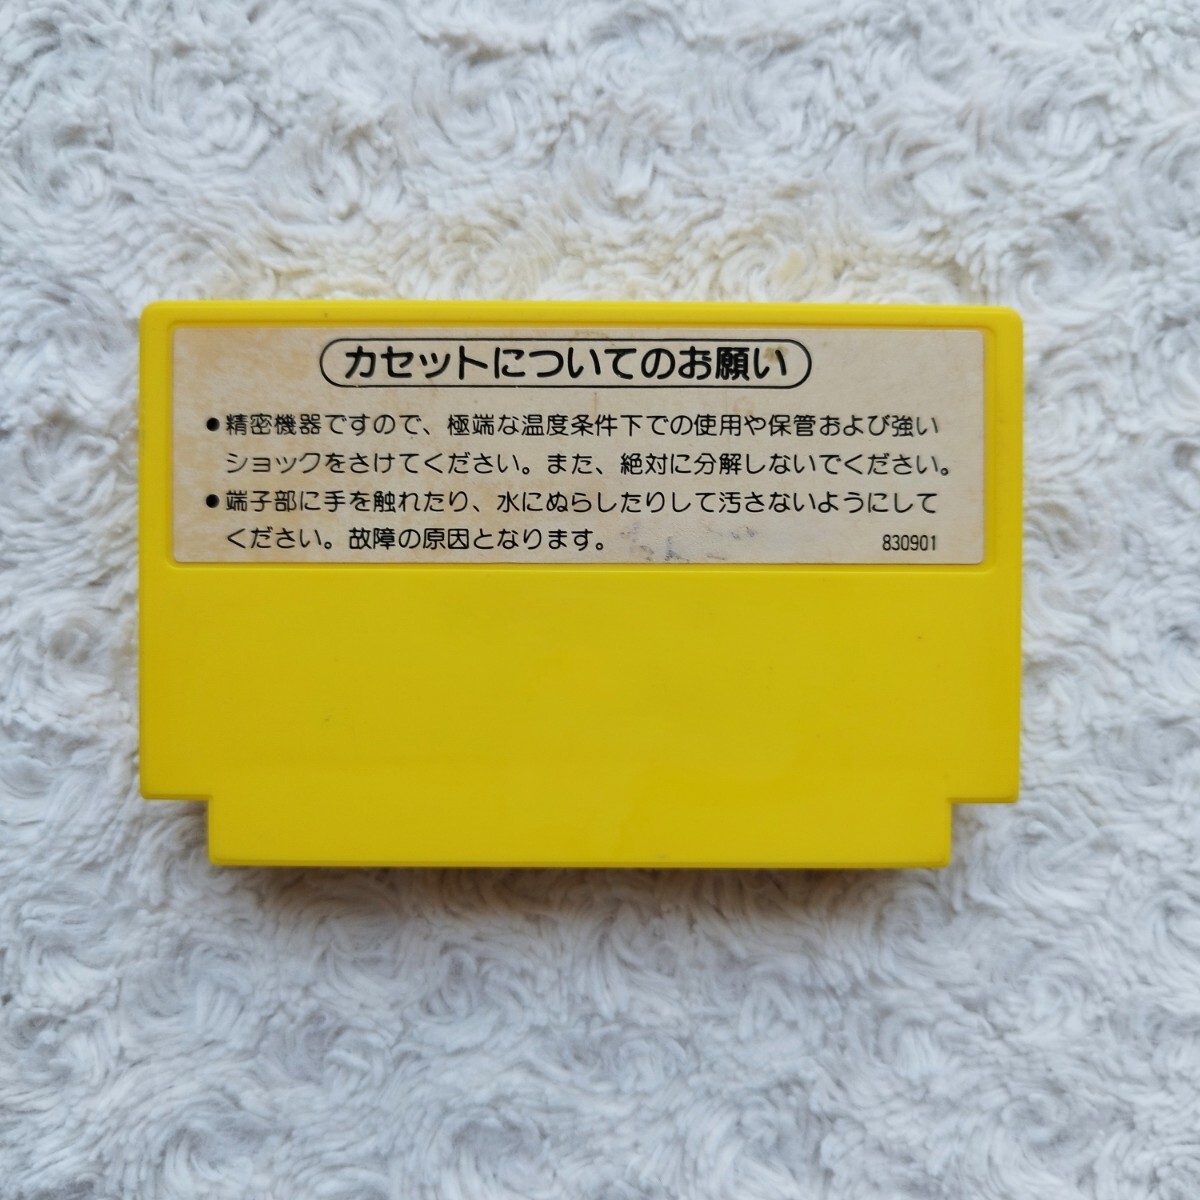 カセットについてのお願い
●精密機器ですので、極端な温度条件下での使用や保管および強い
ショックをさけてください。また、絶対に分解しないでください。
●端子部に手を触れたり、水にぬらしたりして汚さないようにして
ください。故障の原因となります。
830901